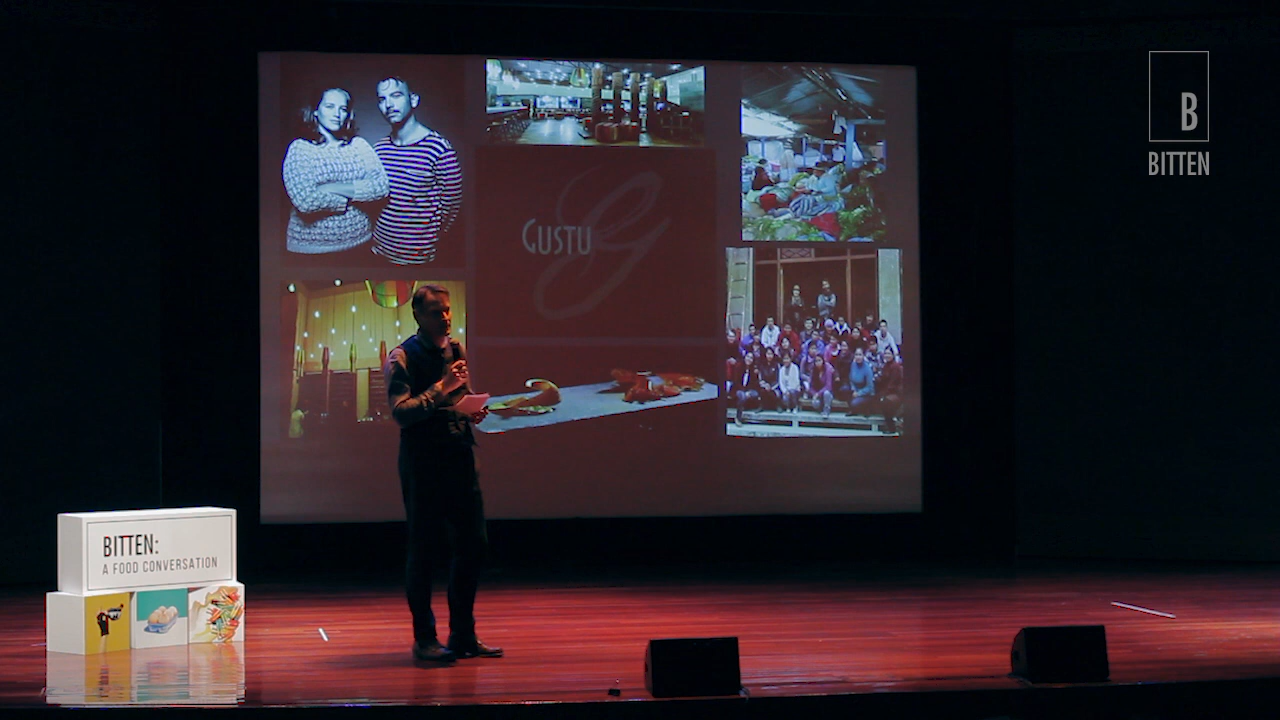 B
BITTEN
GUSTU
G
BITTEN:
A FOOD CONVERSATION